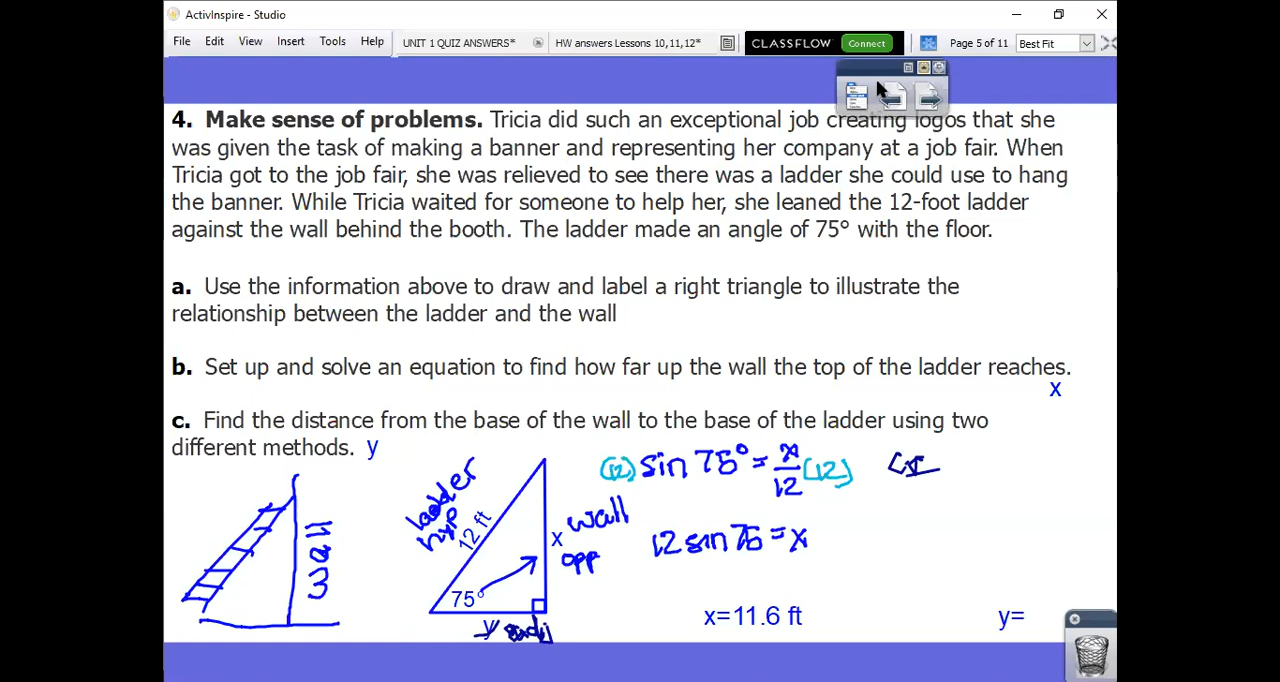 ActivInspire - Studio
File Edit View Insert Tools Help UNIT 1 QUIZ ANSWERS* HW answers Lessons 10,11,12* CLASSFLOW Connect Page 5 of 11 Best Fit
4. Make sense of problems. Tricia did such an exceptional job creating logos that she
was given the task of making a banner and representing her company at a job fair. When
Tricia got to the job fair, she was relieved to see there was a ladder she could use to hang
the banner. While Tricia waited for someone to help her, she leaned the 12-foot ladder
against the wall behind the booth. The ladder made an angle of 75° with the floor.
a. Use the information above to draw and label a right triangle to illustrate the
relationship between the ladder and the wall
b. Set up and solve an equation to find how far up the wall the top of the ladder reaches.
x
c. Find the distance from the base of the wall to the base of the ladder using two
different methods. y
wall
ladder
hyp
12 ft
75°
x wall
opp
y adj
(12) sin 75° = x/12 (12)
12 sin 75 = x
x=11.6 ft
y=